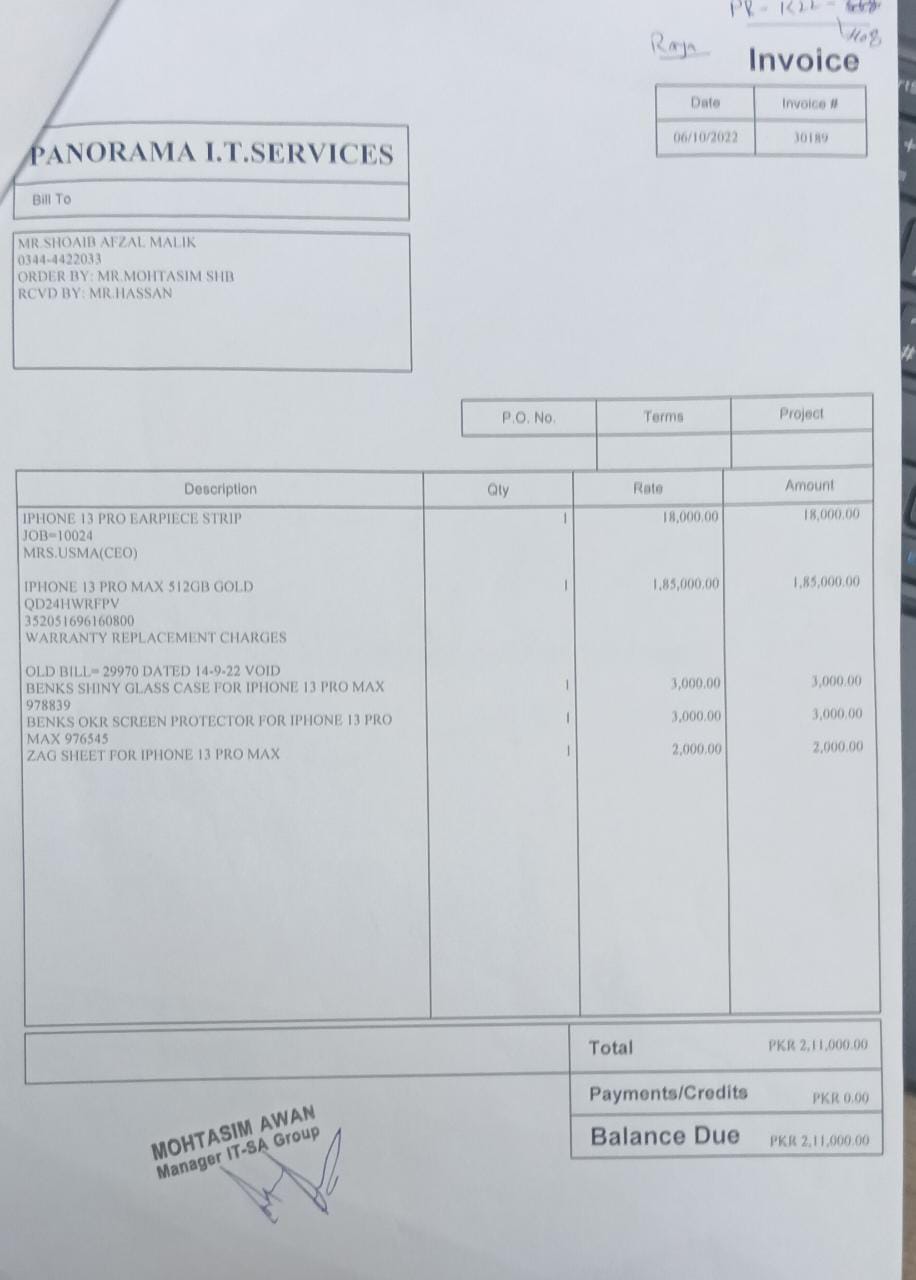 PR - K22 -
Invoice
Date
Invoice #
06/10/2022
30189
PANORAMA I.T.SERVICES
Bill To
MR.SHOAIB AFZAL MALIK
0344-4422033
ORDER BY: MR.MOHTASIM SHB
RCVD BY: MR.HASSAN
P.O. No.
Terms
Project
Description
Qty
Rate
Amount
IPHONE 13 PRO EARPIECE STRIP 1 18,000.00 18,000.00
JOB=10024
MRS.USMA(CEO)
IPHONE 13 PRO MAX 512GB GOLD 1 1,85,000.00 1,85,000.00
QD24HWRFPV
352051696160800
WARRANTY REPLACEMENT CHARGES
OLD BILL= 29970 DATED 14-9-22 VOID
BENKS SHINY GLASS CASE FOR IPHONE 13 PRO MAX 1 3,000.00 3,000.00
978839
BENKS OKR SCREEN PROTECTOR FOR IPHONE 13 PRO 1 3,000.00 3,000.00
MAX 976545
ZAG SHEET FOR IPHONE 13 PRO MAX 1 2,000.00 2,000.00
Total PKR 2,11,000.00
Payments/Credits PKR 0.00
Balance Due PKR 2,11,000.00
MOHTASIM AWAN
Manager IT-SA Group